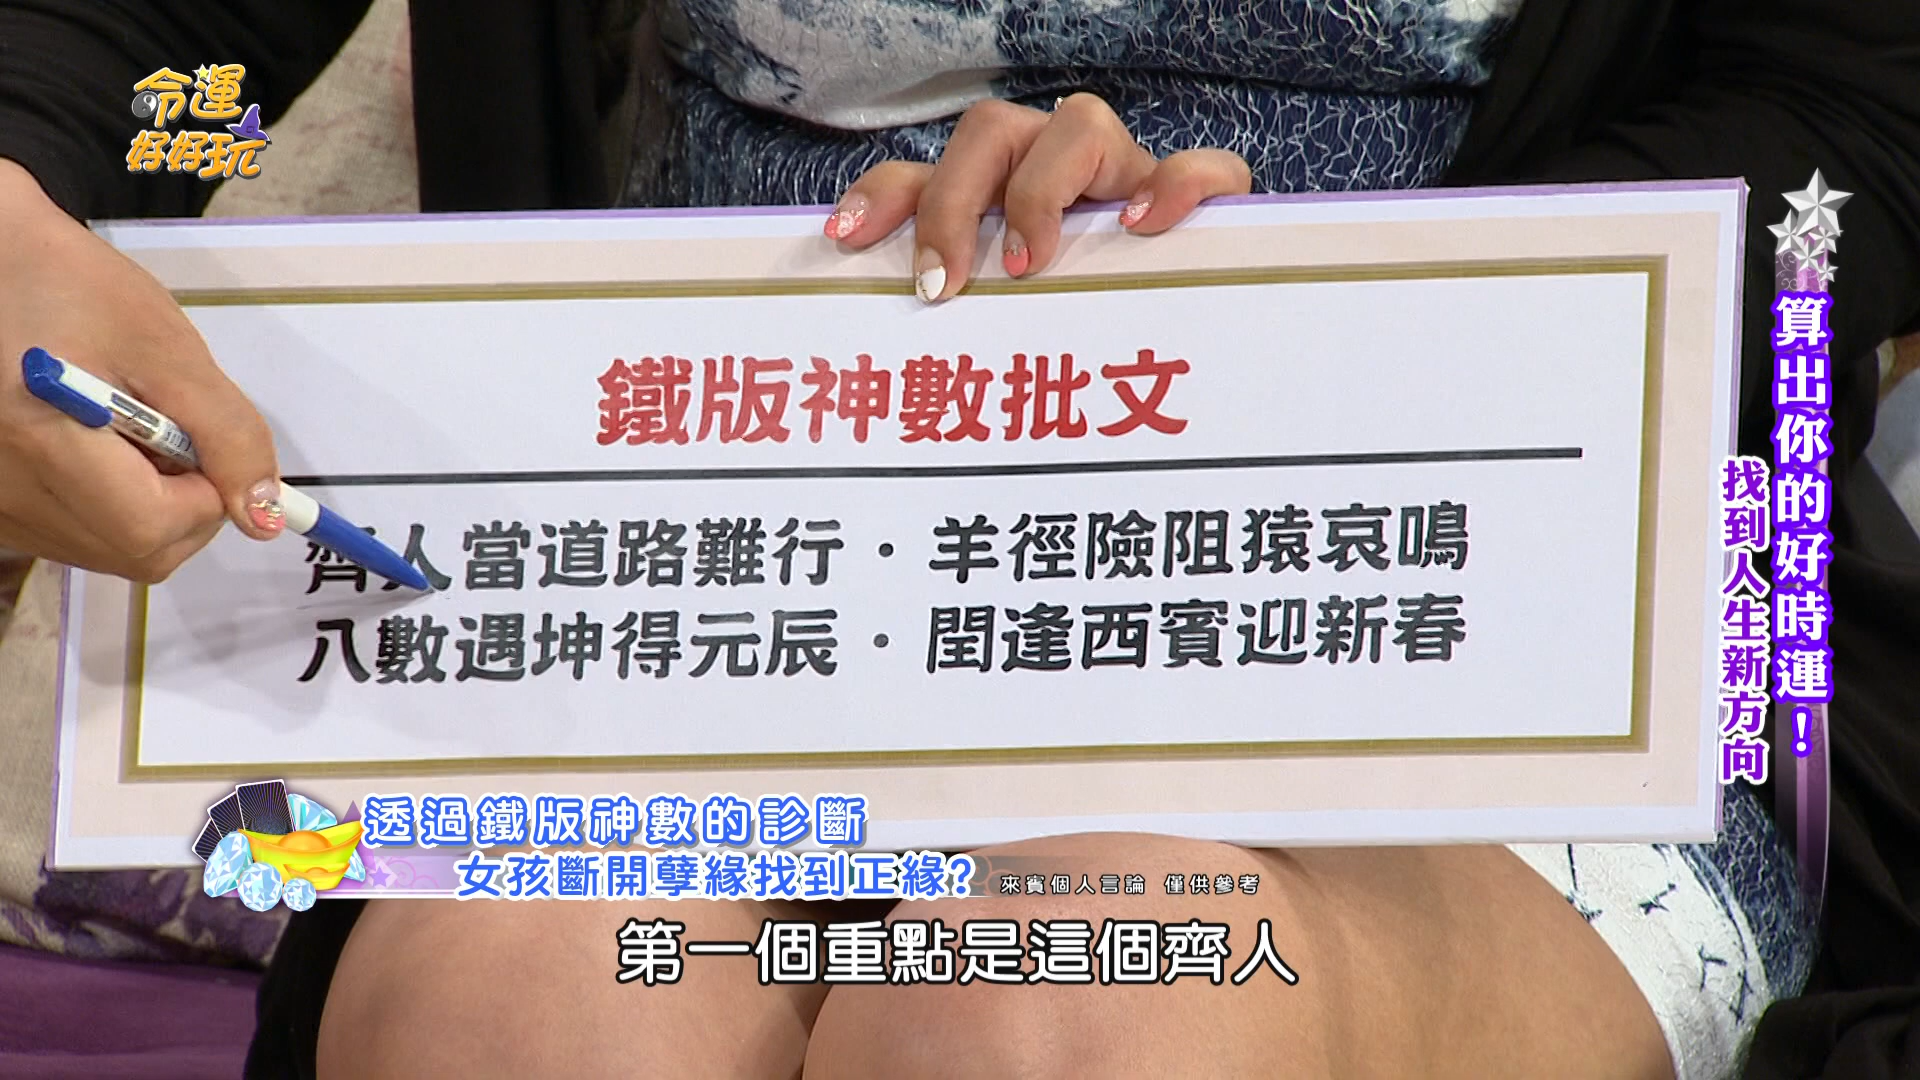 命運
好好玩
算出你的好時運！
找到人生新方向
鐵版神數批文
齊人當道路難行・羊徑險阻猿哀鳴
八數遇坤得元辰・閏逢西賓迎新春
透過鐵版神數的診斷
女孩斷開孽緣找到正緣?
來賓個人言論 僅供參考
第一個重點是這個齊人